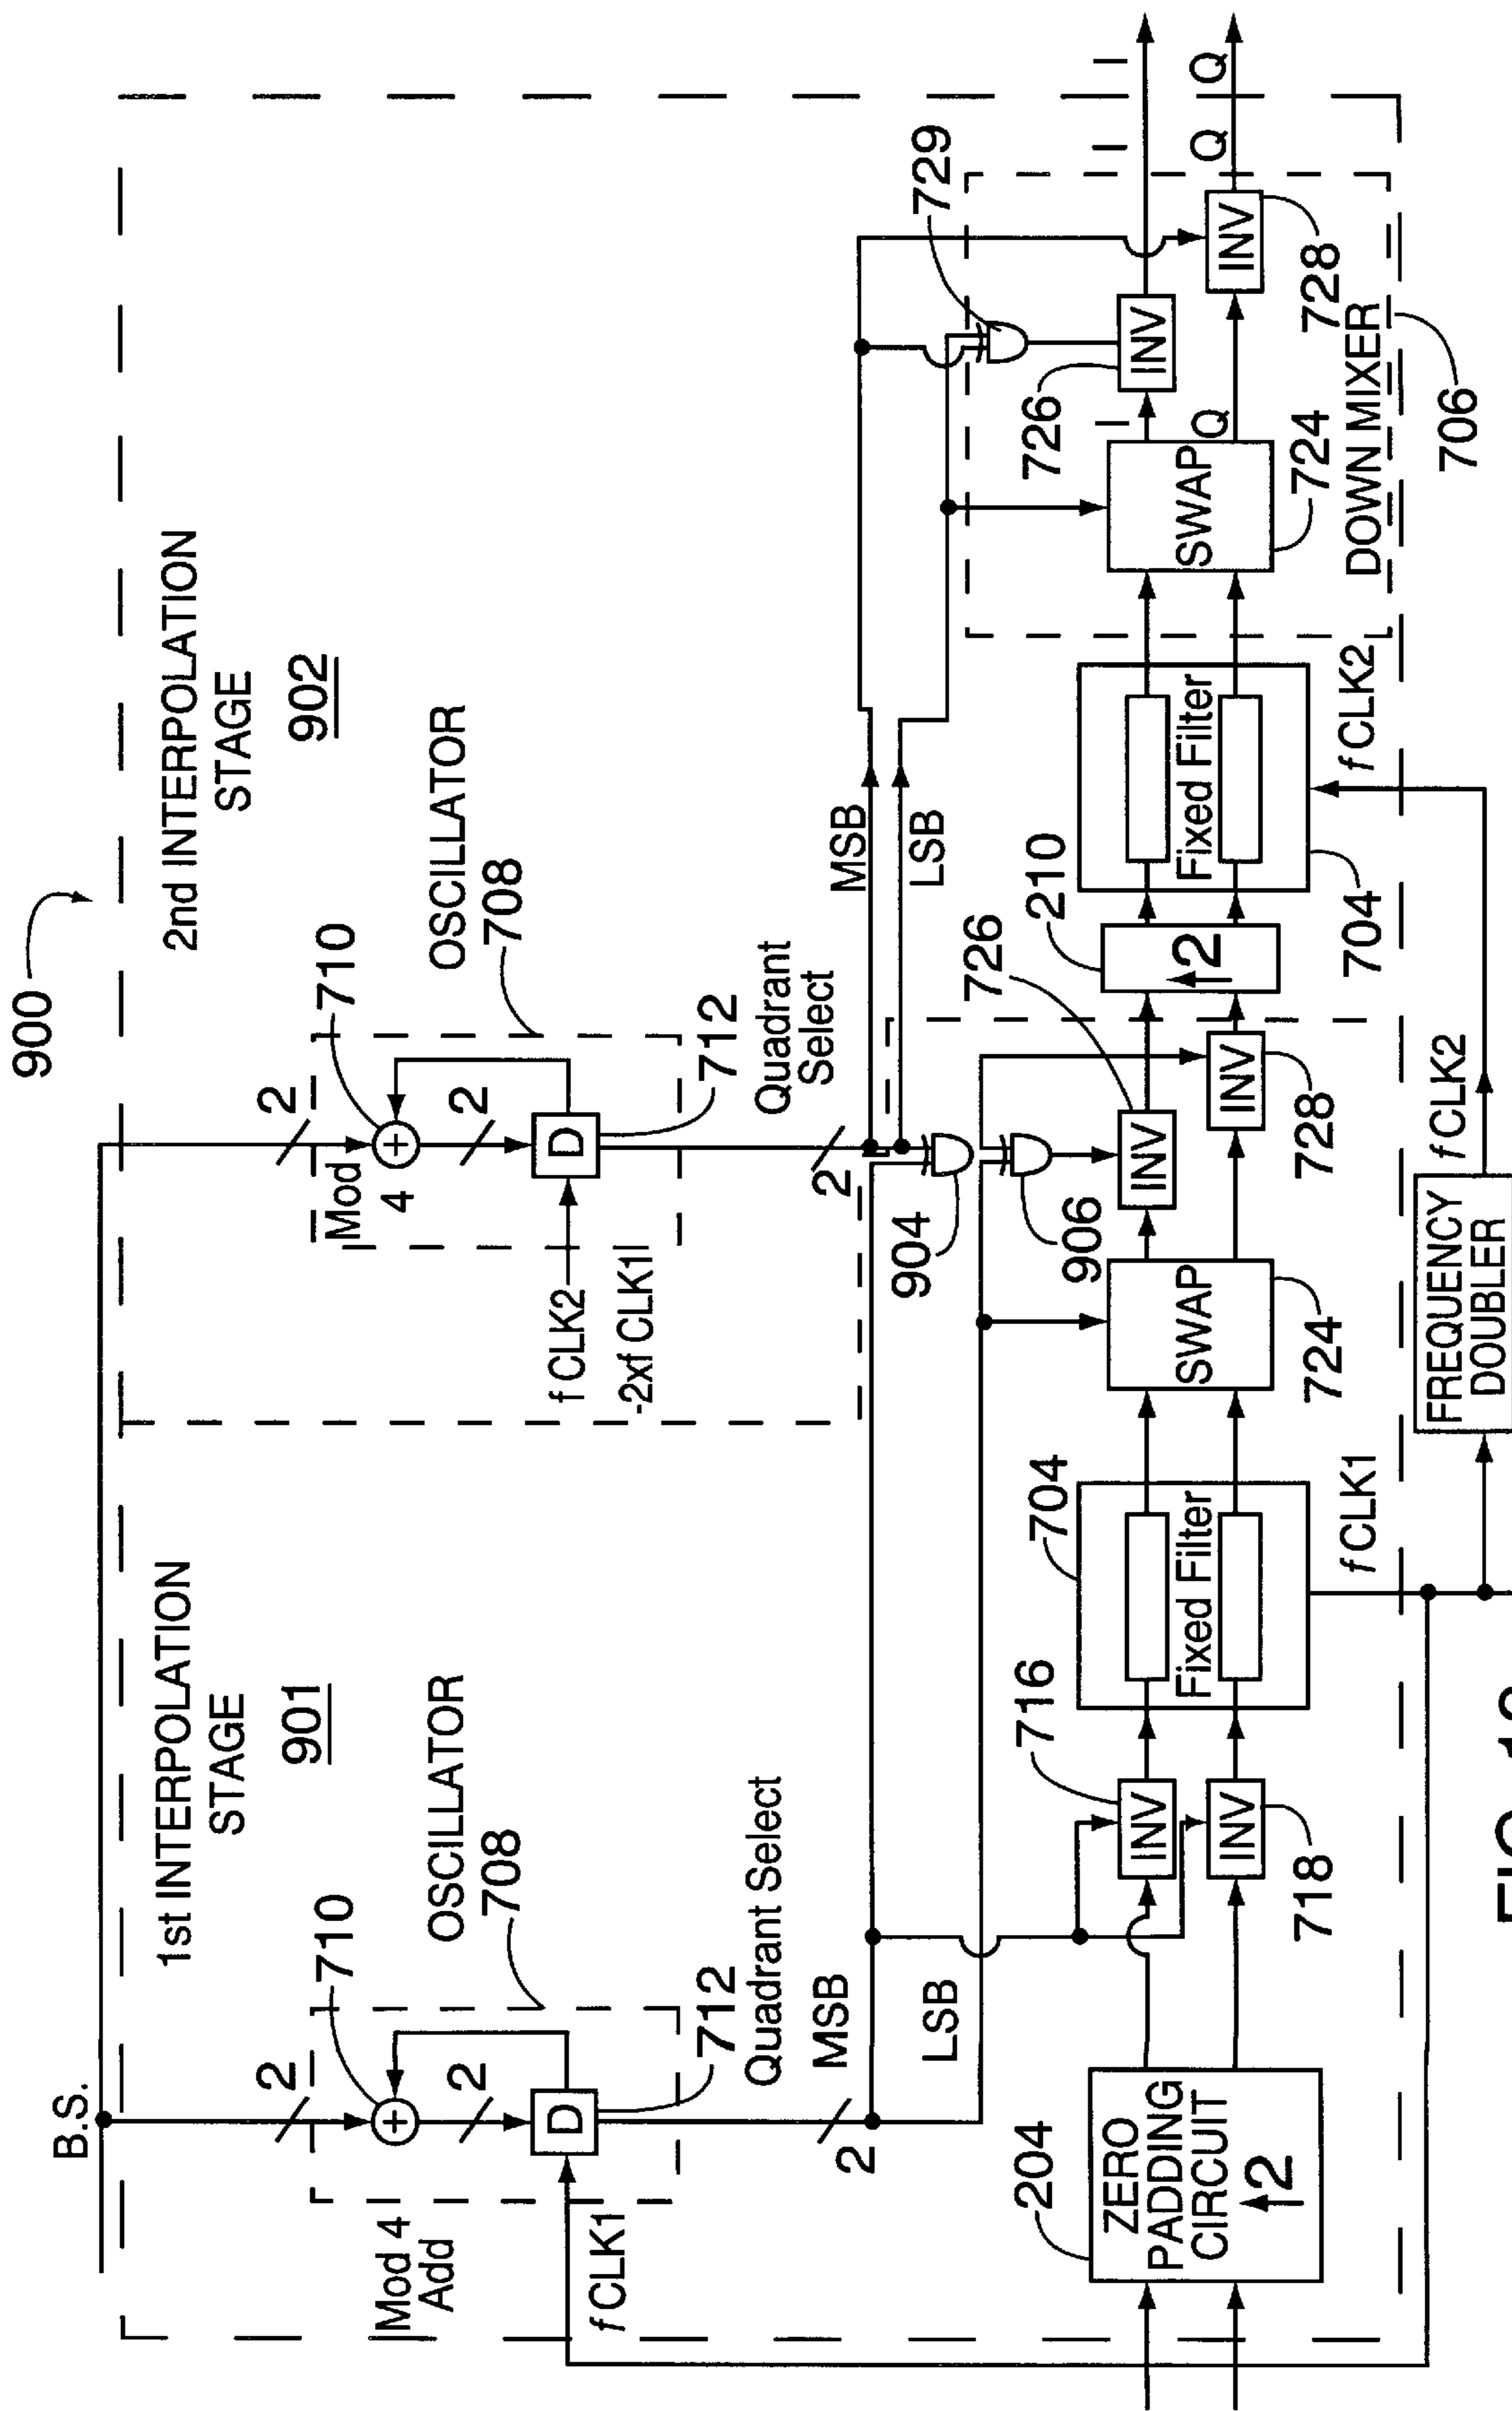 900
B.S.
1st INTERPOLATION
STAGE
901
2nd INTERPOLATION
STAGE
902
2
710
Mod 4
Add
2
OSCILLATOR
708
D
f CLK1
712
Quadrant Select
2
MSB
LSB
2
710
Mod
4
2
OSCILLATOR
708
D
f CLK2
-2xf CLK1
712
Quadrant
Select
2
MSB
LSB
904
906
729
204
ZERO
PADDING
CIRCUIT
2
716
INV
INV
718
704
Fixed Filter
f CLK1
SWAP
724
726
INV
INV
728
210
2
Fixed Filter
704
f CLK2
SWAP
724
I
Q
726
INV
INV
728
DOWN MIXER
706
I
I
Q
Q
FREQUENCY
DOUBLER
f CLK2